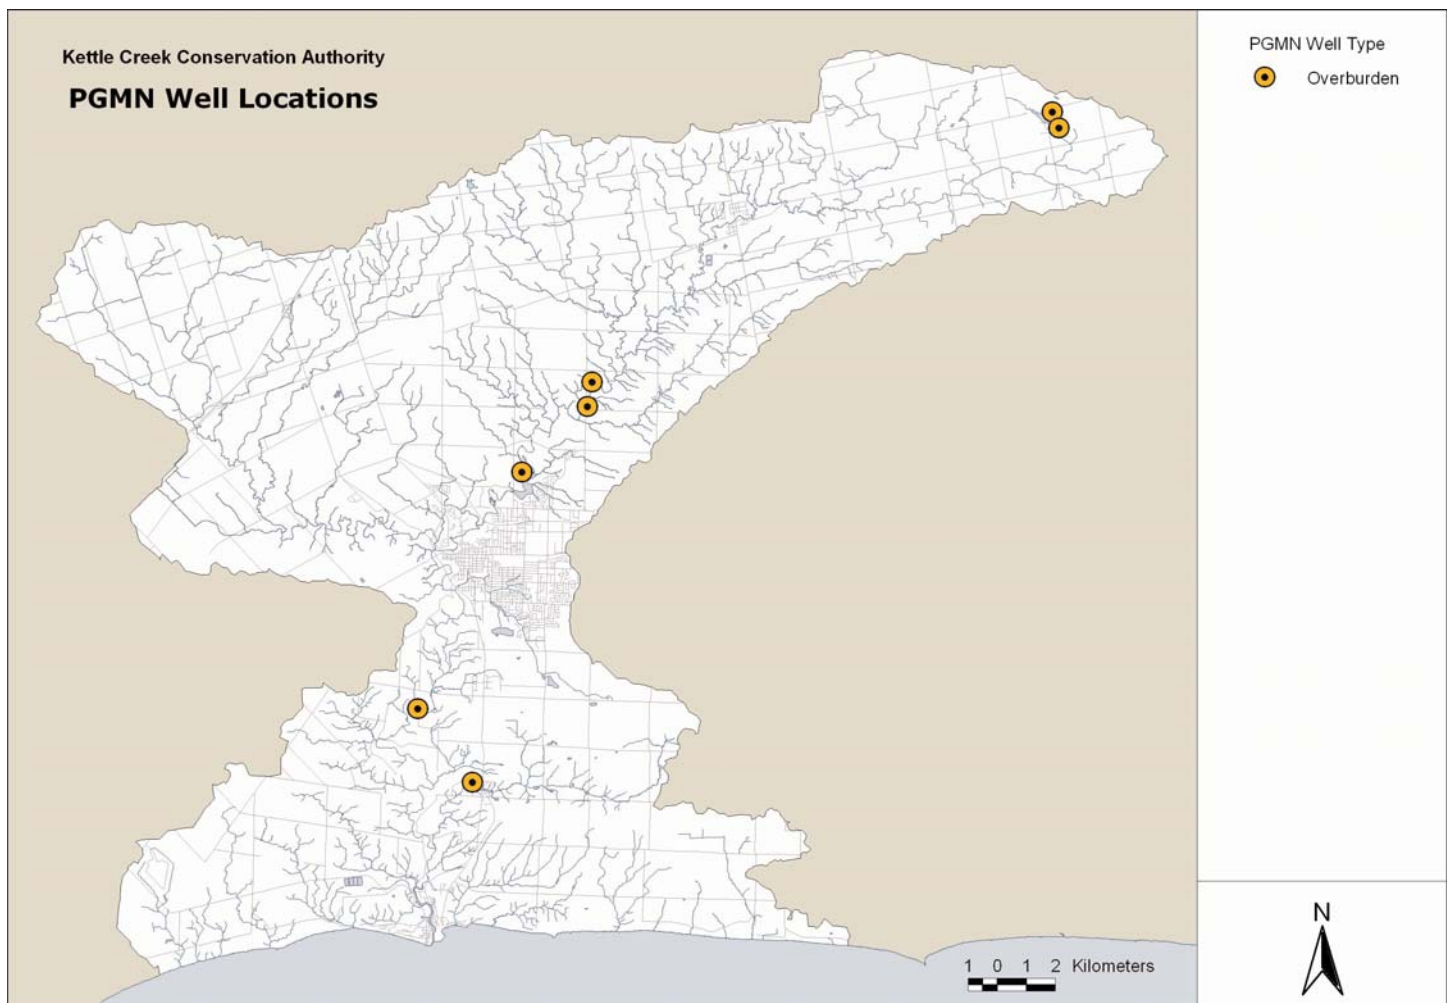 Kettle Creek Conservation Authority
PGMN Well Locations
PGMN Well Type
Overburden
N
1 0 1 2 Kilometers